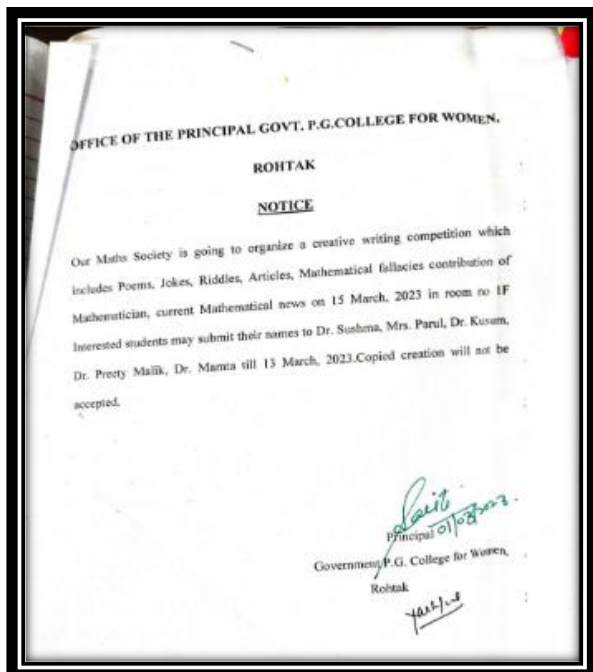 OFFICE OF THE PRINCIPAL GOVT. P.G.COLLEGE FOR WOMEN.
ROHTAK
NOTICE
Our Maths Society is going to organize a creative writing competition which
includes Poems, Jokes, Riddles, Articles, Mathematical fallacies contribution of
Mathematician, current Mathematical news on 15 March, 2023 in room no 1F
Interested students may submit their names to Dr. Sushma, Mrs. Parul, Dr. Kusum,
Dr. Preety Malik, Dr. Mamta till 13 March, 2023.Copied creation will not be
accepted.
Principal 01/03/2023.
Government P.G. College for Women,
Rohtak